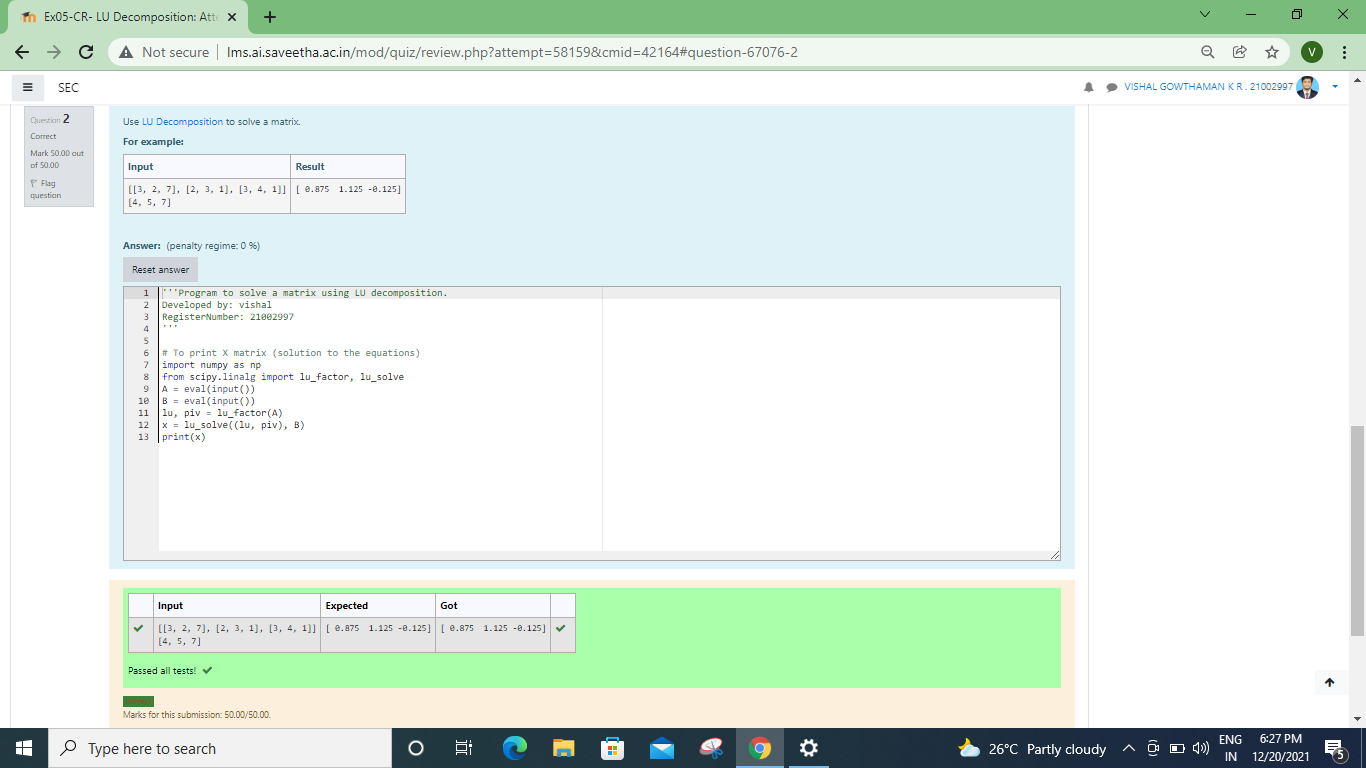 Ex05-CR- LU Decomposition: Atte
Not secure
lms.ai.saveetha.ac.in/mod/quiz/review.php?attempt=58159&cmid=42164#question-67076-2
V
SEC
VISHAL GOWTHAMAN K R . 21002997
Question 2
Correct
Mark 50.00 out
of 50.00
Flag
question
Use LU Decomposition to solve a matrix.
For example:
Input Result
[[3, 2, 7], [2, 3, 1], [3, 4, 1]] [ 0.875  1.125 -0.125]
[4, 5, 7]
Answer: (penalty regime: 0 %)
Reset answer
1 '''Program to solve a matrix using LU decomposition.
2 Developed by: vishal
3 RegisterNumber: 21002997
4 '''
5
6 # To print X matrix (solution to the equations)
7 import numpy as np
8 from scipy.linalg import lu_factor, lu_solve
9 A = eval(input())
10 B = eval(input())
11 lu, piv = lu_factor(A)
12 x = lu_solve((lu, piv), B)
13 print(x)
Input Expected Got
[[3, 2, 7], [2, 3, 1], [3, 4, 1]] [ 0.875  1.125 -0.125] [ 0.875  1.125 -0.125]
[4, 5, 7]
Passed all tests!
Marks for this submission: 50.00/50.00.
Type here to search
26°C Partly cloudy
ENG
IN
6:27 PM
12/20/2021
5